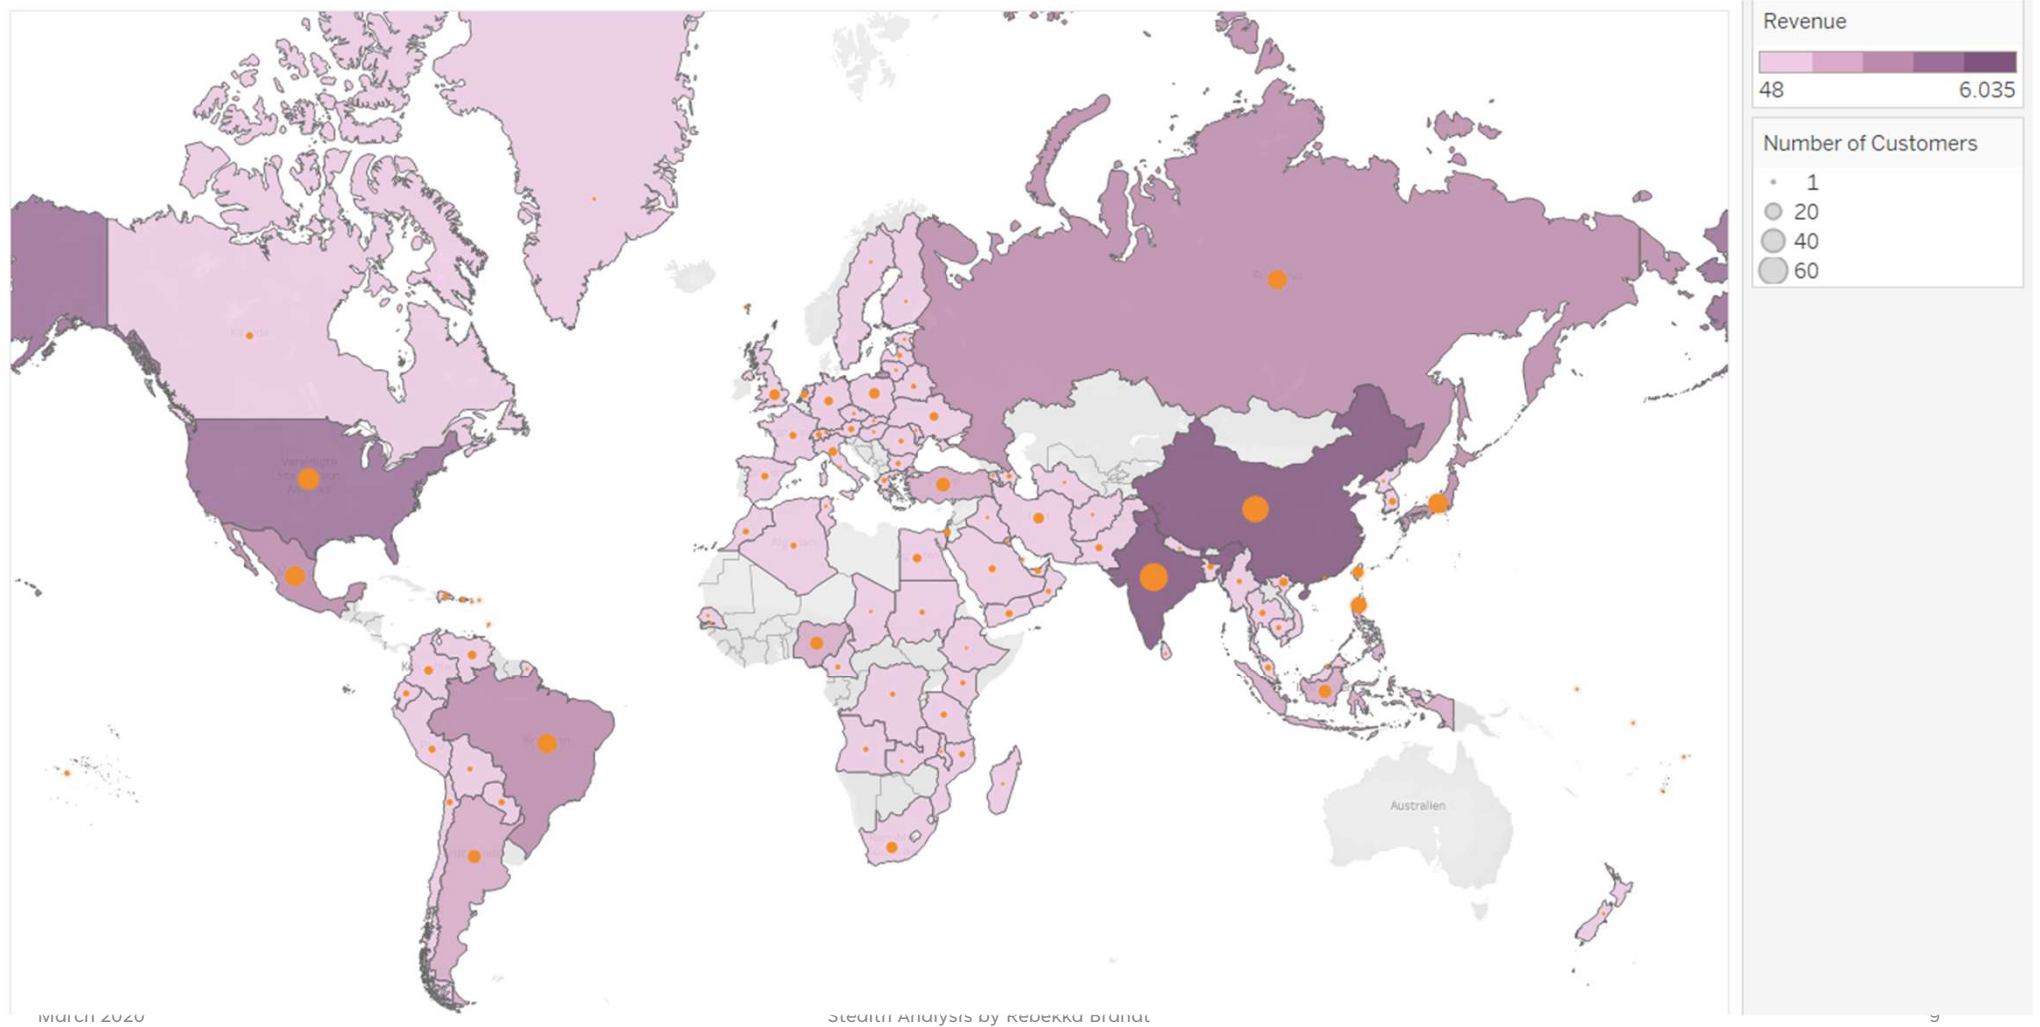 Revenue
48 6.035
Number of Customers
1
20
40
60
Vereinigte
Australien
March 2020 Stealth Analysis by Rebekka Brandt 9